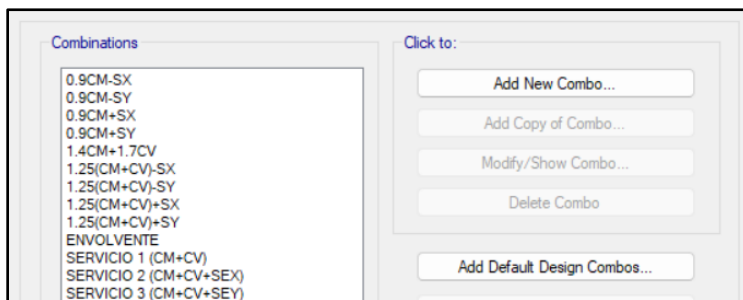 Combinations
0.9CM-SX
0.9CM-SY
0.9CM+SX
0.9CM+SY
1.4CM+1.7CV
1.25(CM+CV)-SX
1.25(CM+CV)-SY
1.25(CM+CV)+SX
1.25(CM+CV)+SY
ENVOLVENTE
SERVICIO 1 (CM+CV)
SERVICIO 2 (CM+CV+SEX)
SERVICIO 3 (CM+CV+SEY)
Click to:
Add New Combo...
Add Copy of Combo...
Modify/Show Combo...
Delete Combo
Add Default Design Combos...